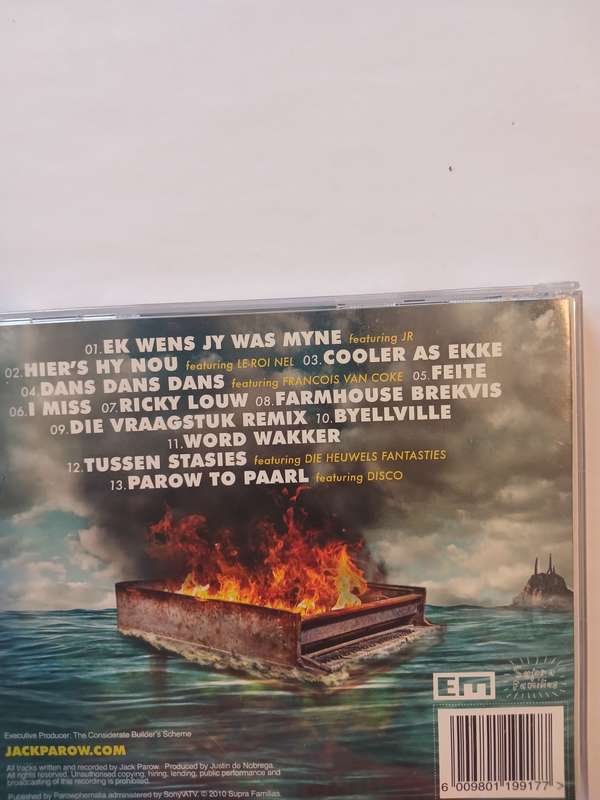 01.EK WENS JY WAS MYNE featuring JR
02.HIER'S HY NOU featuring LE-ROI NEL 03.COOLER AS EKKE
04.DANS DANS DANS featuring FRANCOIS VAN COKE 05.FEITE
06.I MISS 07.RICKY LOUW 08.FARMHOUSE BREKVIS
09.DIE VRAAGSTUK REMIX 10.BYELLVILLE
11.WORD WAKKER
12.TUSSEN STASIES featuring DIE HEUWELS FANTASTIES
13.PAROW TO PAARL featuring DISCO
EM
Supra Familias
Executive Producer: The Considerate Builder's Scheme
JACKPAROW.COM
All tracks written and recorded by Jack Parow. Produced by Justin de Nobrega.
All rights reserved. Unauthorised copying, hiring, lending, public performance and
broadcasting of this recording is prohibited.
Published by Parowphernalia administered by Sony/ATV. © 2010 Supra Familias
6 009801 199177 >